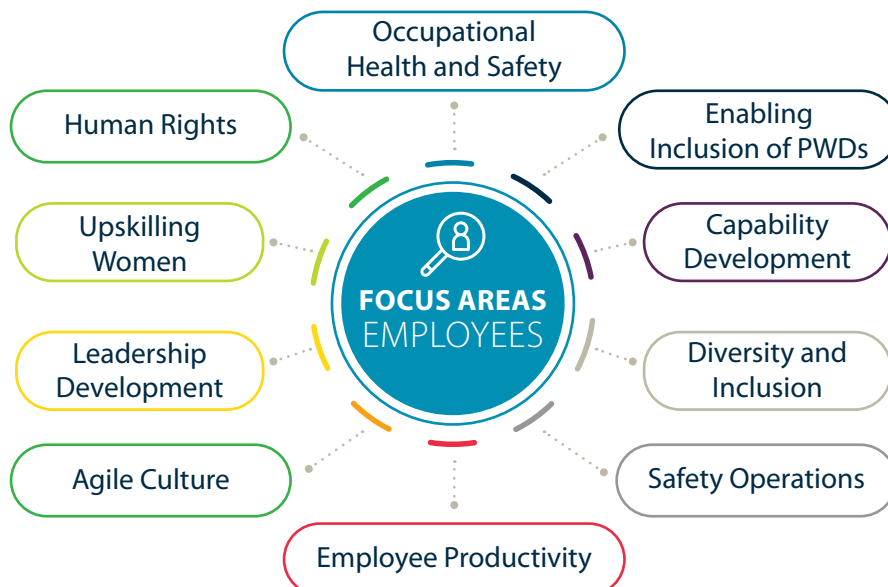 Occupational
Health and Safety
Human Rights
Enabling
Inclusion of PWDs
Upskilling
Women
Capability
Development
FOCUS AREAS
EMPLOYEES
Leadership
Development
Diversity and
Inclusion
Agile Culture
Safety Operations
Employee Productivity